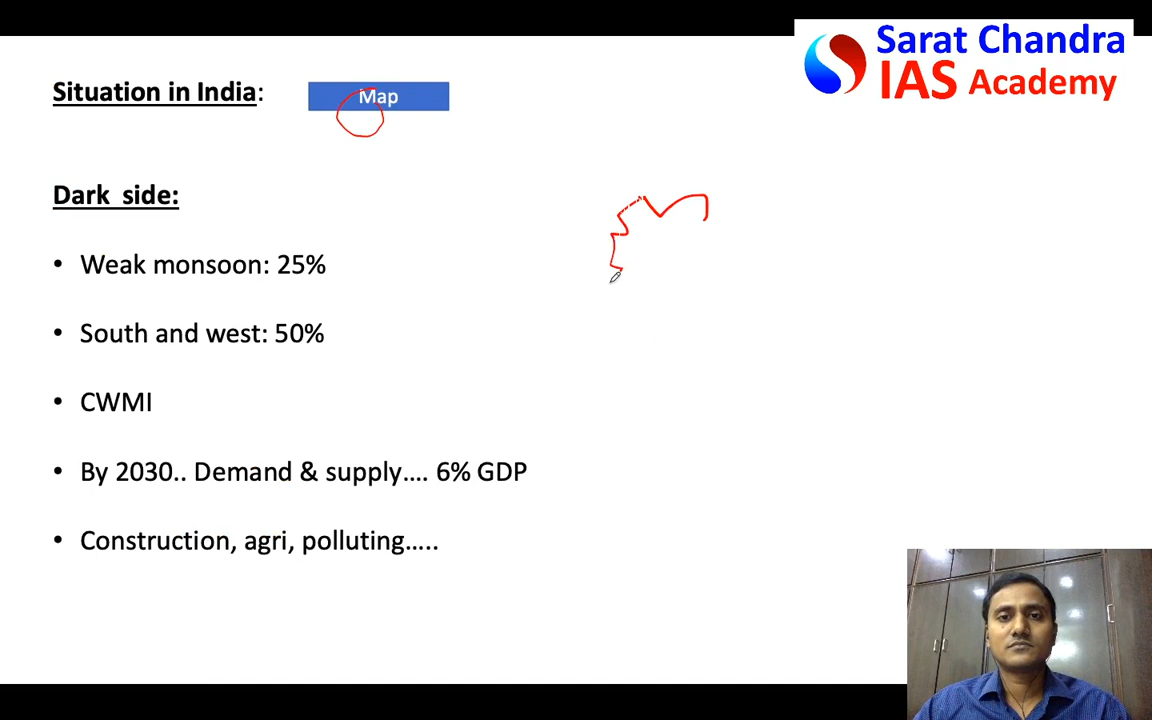 Sarat Chandra
IAS Academy
Situation in India:
Map
Dark side:
• Weak monsoon: 25%
• South and west: 50%
• CWMI
• By 2030.. Demand & supply.... 6% GDP
• Construction, agri, polluting.....